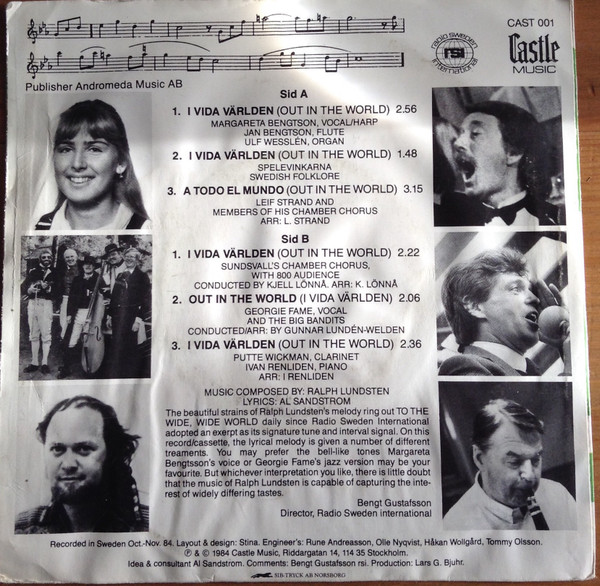 CAST 001
radio sweden
rsi
international
Castle
MUSIC
Publisher Andromeda Music AB
Sid A
1. I VIDA VÄRLDEN (OUT IN THE WORLD) 2.56
MARGARETA BENGTSON, VOCAL/HARP
JAN BENGTSON, FLUTE
ULF WESSLÉN, ORGAN
2. I VIDA VÄRLDEN (OUT IN THE WORLD) 1.48
SPELEVINKARNA
SWEDISH FOLKLORE
3. A TODO EL MUNDO (OUT IN THE WORLD) 3.15
LEIF STRAND AND
MEMBERS OF HIS CHAMBER CHORUS
ARR: L. STRAND
Sid B
1. I VIDA VÄRLDEN (OUT IN THE WORLD) 2.22
SUNDSVALL'S CHAMBER CHORUS,
WITH 800 AUDIENCE
CONDUCTED BY KJELL LÖNNÅ. ARR: K. LÖNNÅ
2. OUT IN THE WORLD (I VIDA VÄRLDEN) 2.06
GEORGIE FAME, VOCAL
AND THE BIG BANDITS
CONDUCTED/ARR: BY GUNNAR LUNDÉN-WELDEN
3. I VIDA VÄRLDEN (OUT IN THE WORLD) 2.36
PUTTE WICKMAN, CLARINET
IVAN RENLIDEN, PIANO
ARR: I RENLIDEN
MUSIC COMPOSED BY: RALPH LUNDSTEN
LYRICS: AL SANDSTROM
The beautiful strains of Ralph Lundsten's melody ring out TO THE
WIDE, WIDE WORLD daily since Radio Sweden International
adopted an exerpt as its signature tune and interval signal. On this
record/cassette, the lyrical melody is given a number of different
treaments. You may prefer the bell-like tones Margareta
Bengtsson's voice or Georgie Fame's jazz version may be your
favourite. But whichever interpretation you like, there is little doubt
that the music of Ralph Lundsten is capable of capturing the inte-
rest of widely differing tastes.
Bengt Gustafsson
Director, Radio Sweden international
Recorded in Sweden Oct.-Nov. 84. Layout & design: Stina. Engineer's: Rune Andreasson, Olle Nyqvist, Håkan Wollgård, Tommy Olsson.
℗ & © 1984 Castle Music, Riddargatan 14, 114 35 Stockholm.
Idea & consultant Al Sandstrom. Comments: Bengt Gustafsson rsi. Production: Lars G. Bjuhr.
HB-TRYCK AB NORSBORG